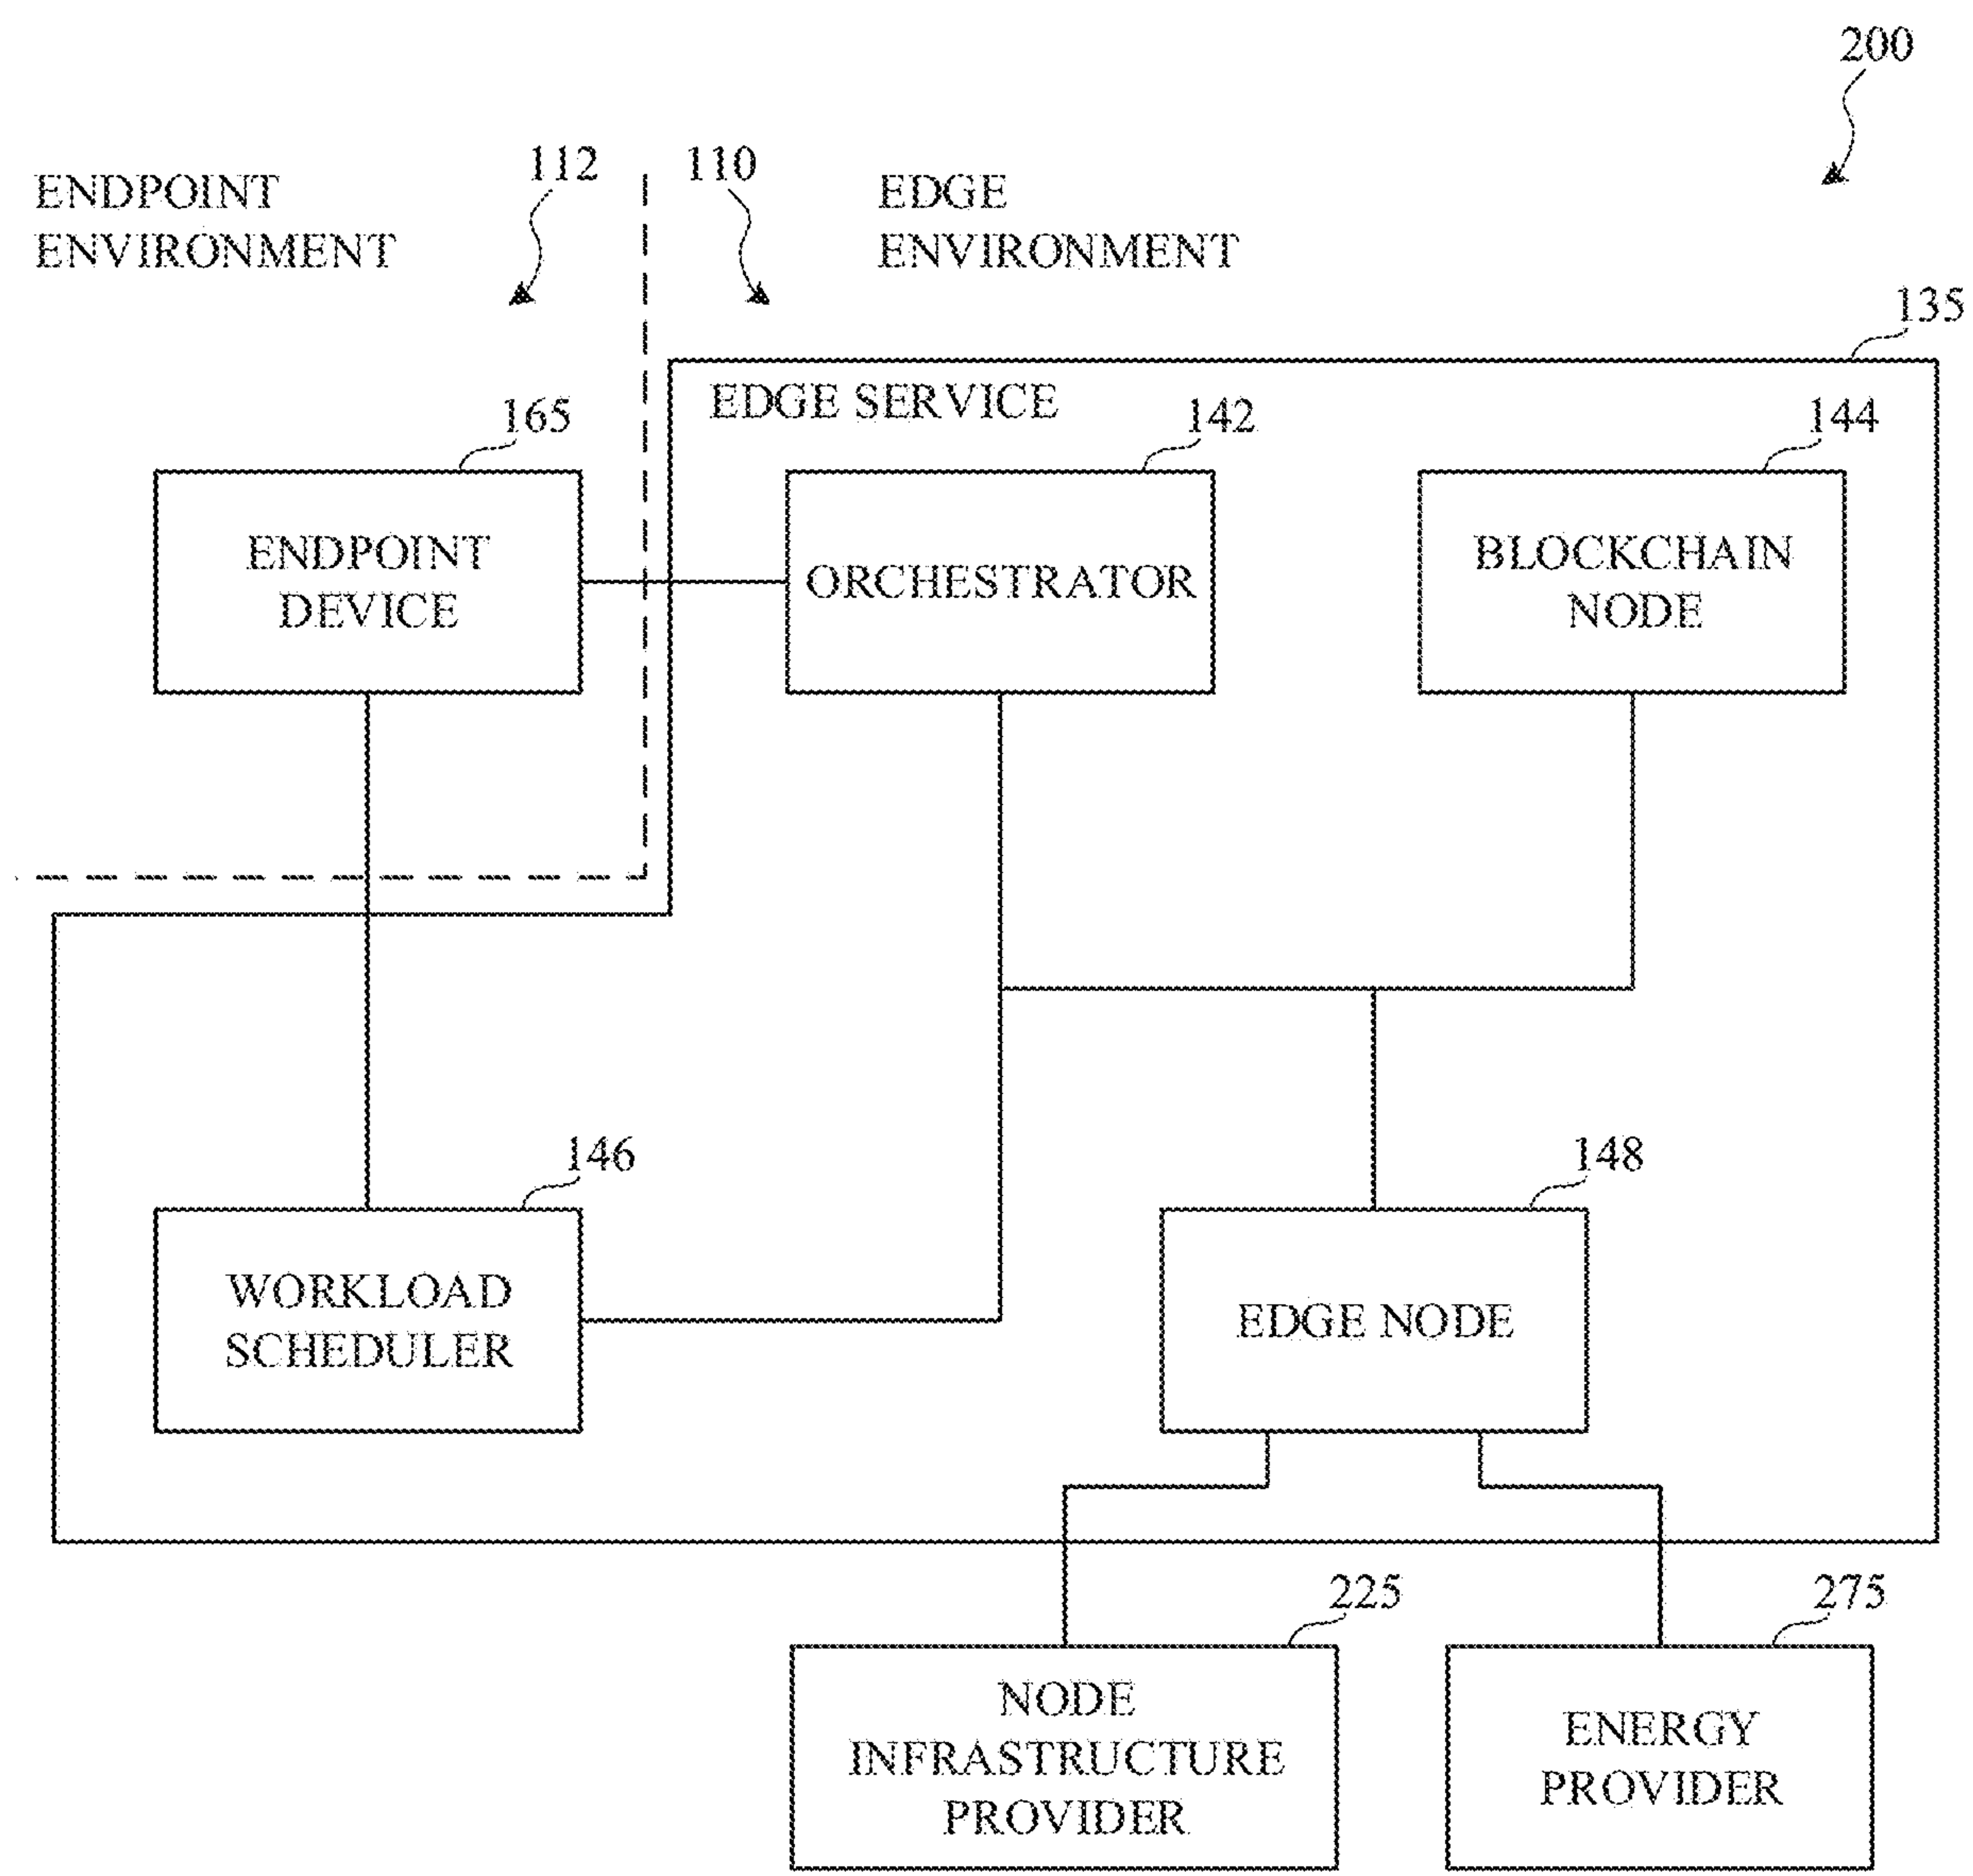 200
112
110
ENDPOINT
ENVIRONMENT
EDGE
ENVIRONMENT
135
EDGE SERVICE
165
142
144
ENDPOINT
DEVICE
ORCHESTRATOR
BLOCKCHAIN
NODE
146
148
WORKLOAD
SCHEDULER
EDGE NODE
225
275
NODE
INFRASTRUCTURE
PROVIDER
ENERGY
PROVIDER